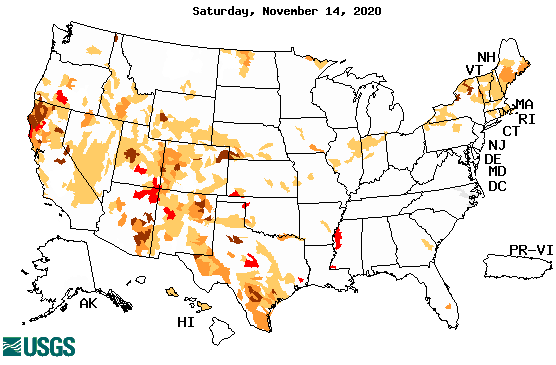 Saturday, November 14, 2020
NH
VT
MA
RI
CT
NJ
DE
MD
DC
PR-VI
AK
HI
USGS